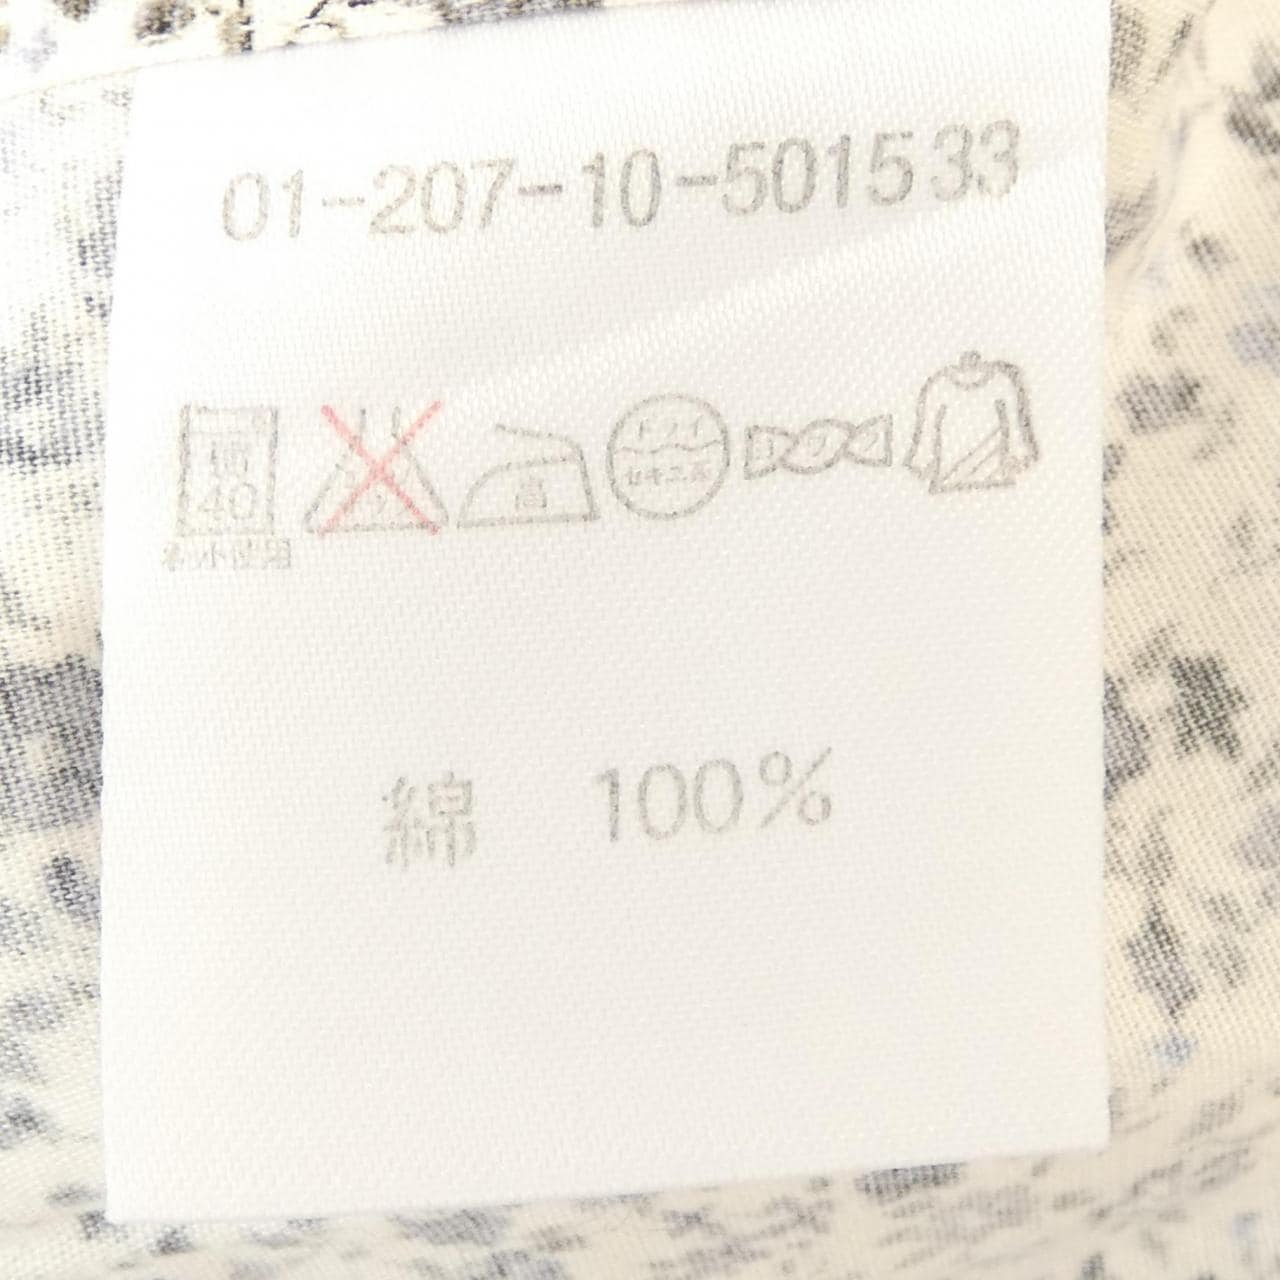 01-207-10-501533
弱
40
高
ドライ
セキユ系
ネット使用
綿 100%